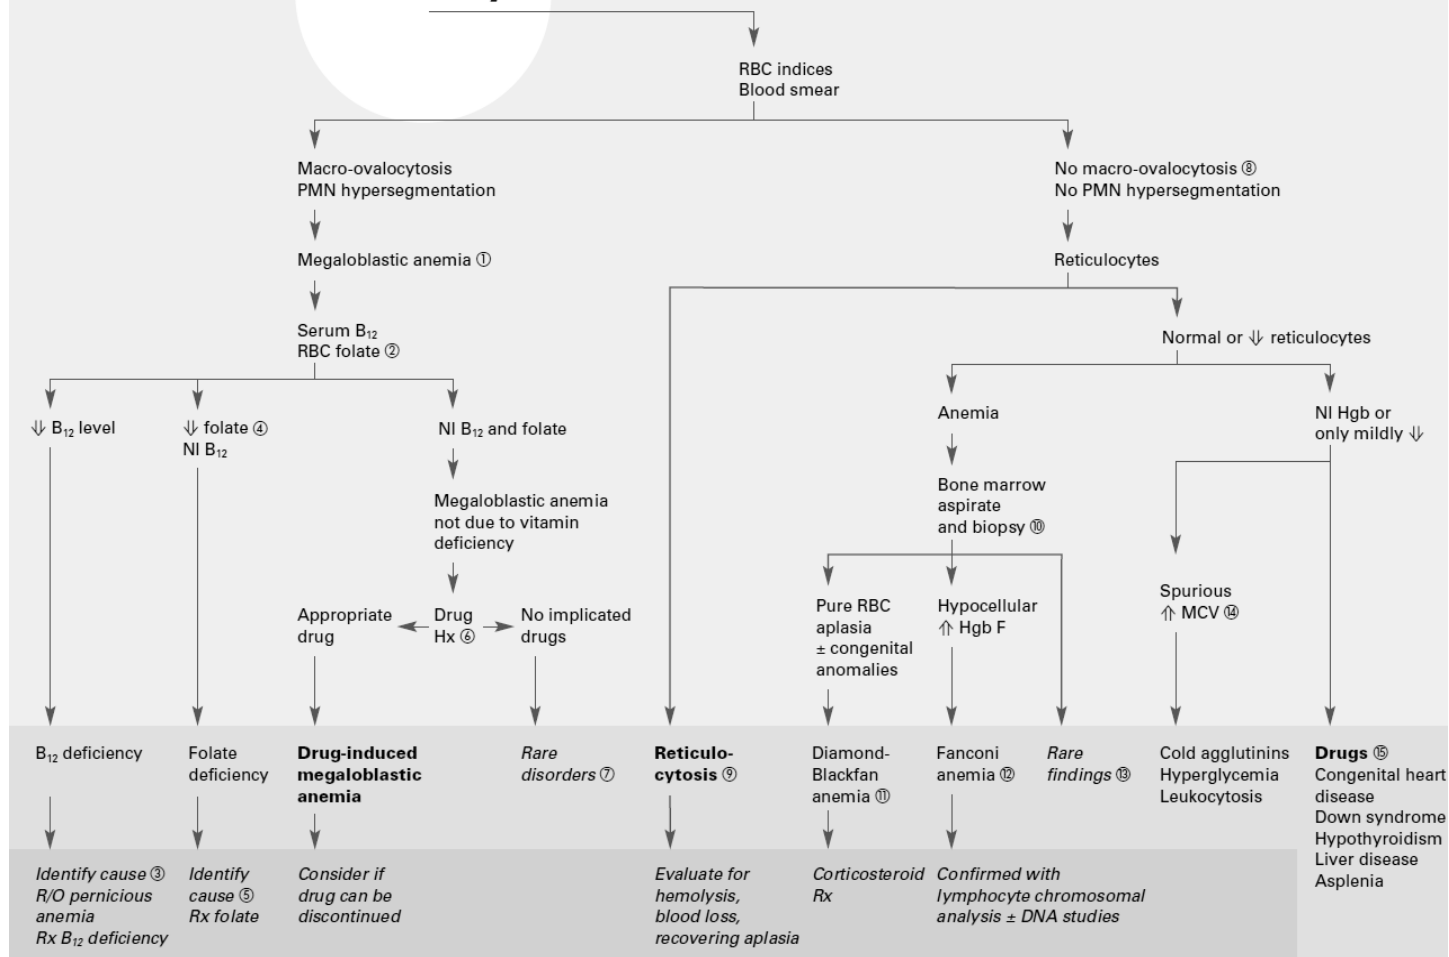 RBC indices
Blood smear
Macro-ovalocytosis
PMN hypersegmentation
No macro-ovalocytosis ⑧
No PMN hypersegmentation
Megaloblastic anemia ①
Reticulocytes
Serum B₁₂
RBC folate ②
Normal or ⇓ reticulocytes
⇓ B₁₂ level
⇓ folate ④
Nl B₁₂
Nl B₁₂ and folate
Anemia
Nl Hgb or
only mildly ⇓
Megaloblastic anemia
not due to vitamin
deficiency
Bone marrow
aspirate
and biopsy ⑩
Appropriate
drug
Drug
Hx ⑥
No implicated
drugs
Pure RBC
aplasia
± congenital
anomalies
Hypocellular
⇑ Hgb F
Spurious
⇑ MCV ⑭
B₁₂ deficiency
Folate
deficiency
Drug-induced
megaloblastic
anemia
Rare
disorders ⑦
Reticulo-
cytosis ⑨
Diamond-
Blackfan
anemia ⑪
Fanconi
anemia ⑫
Rare
findings ⑬
Cold agglutinins
Hyperglycemia
Leukocytosis
Drugs ⑮
Congenital heart
disease
Down syndrome
Hypothyroidism
Liver disease
Asplenia
Identify cause ③
R/O pernicious
anemia
Rx B₁₂ deficiency
Identify
cause ⑤
Rx folate
Consider if
drug can be
discontinued
Evaluate for
hemolysis,
blood loss,
recovering aplasia
Corticosteroid
Rx
Confirmed with
lymphocyte chromosomal
analysis ± DNA studies